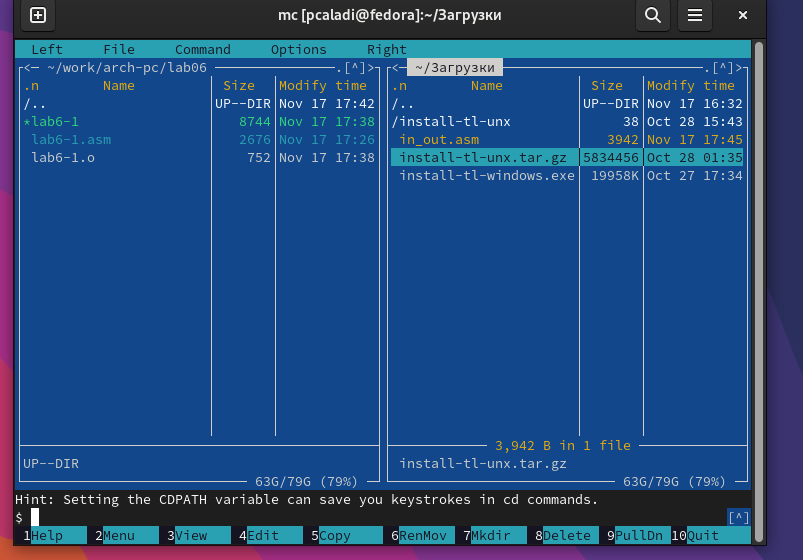 mc [pcaladi@fedora]:~/Загрузки
Left File Command Options Right
<─ ~/work/arch-pc/lab06 ─.[^]>
.n Name Size Modify time
/.. UP--DIR Nov 17 17:42
*lab6-1 8744 Nov 17 17:38
lab6-1.asm 2676 Nov 17 17:26
lab6-1.o 752 Nov 17 17:38
UP--DIR
63G/79G (79%)
<─ ~/Загрузки ─.[^]>
.n Name Size Modify time
/.. UP--DIR Nov 17 16:32
/install-tl-unx 38 Oct 28 15:43
in_out.asm 3942 Nov 17 17:45
install-tl-unx.tar.gz 5834456 Oct 28 01:35
install-tl-windows.exe 19958K Oct 27 17:34
3,942 B in 1 file
install-tl-unx.tar.gz
63G/79G (79%)
Hint: Setting the CDPATH variable can save you keystrokes in cd commands.
$ [^]
1Help 2Menu 3View 4Edit 5Copy 6RenMov 7Mkdir 8Delete 9PullDn 10Quit